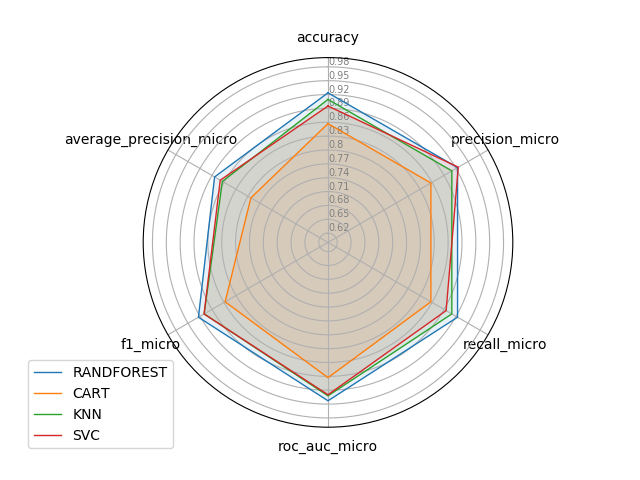 accuracy
0.98
0.95
0.92
0.89
0.86
0.83
0.8
0.77
0.74
0.71
0.68
0.65
0.62
average_precision_micro
precision_micro
f1_micro
recall_micro
roc_auc_micro
RANDFOREST
CART
KNN
SVC